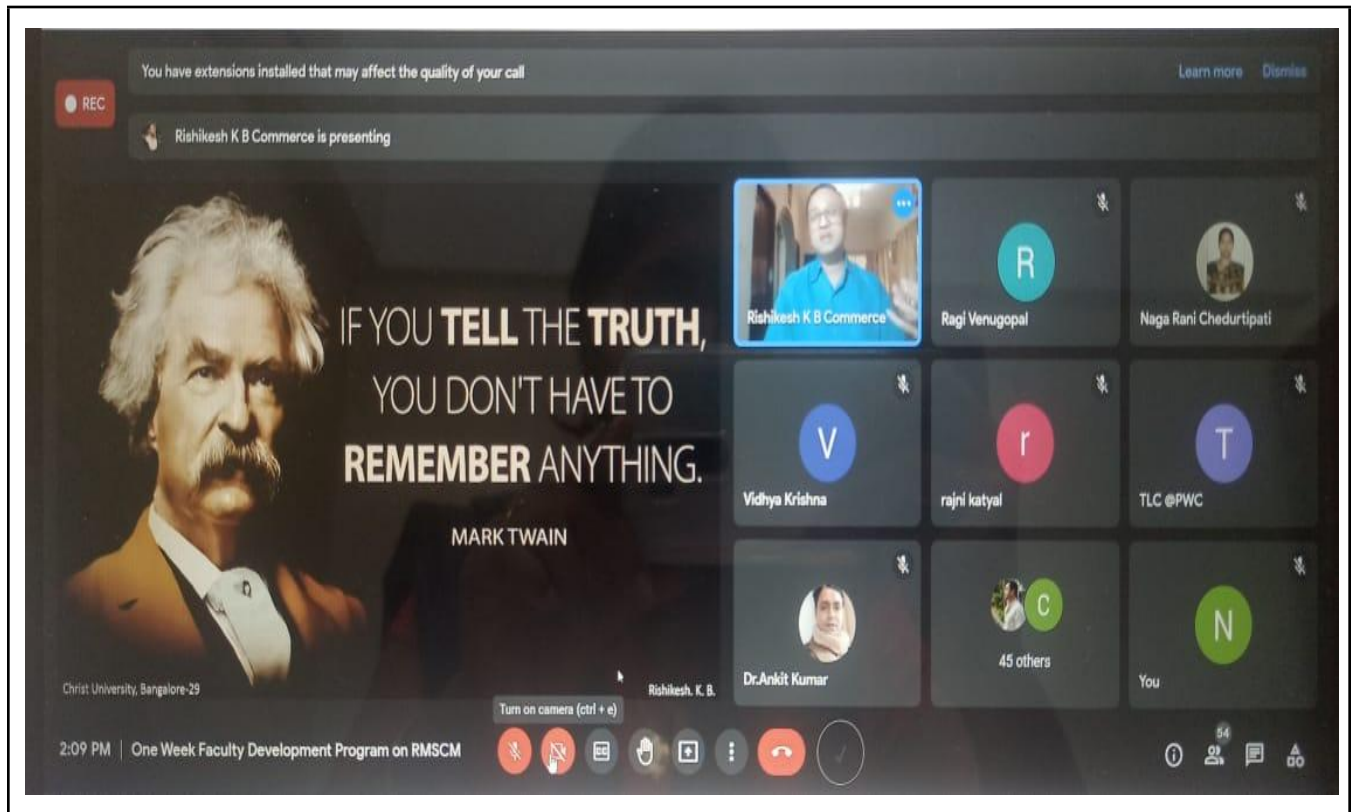 You have extensions installed that may affect the quality of your call
Learn more Dismiss
REC
Rishikesh K B Commerce is presenting
IF YOU TELL THE TRUTH,
YOU DON'T HAVE TO
REMEMBER ANYTHING.
MARK TWAIN
Christ University, Bangalore-29
Rishikesh. K. B.
Rishikesh K B Commerce
R
Ragi Venugopal
Naga Rani Chedurtipati
V
Vidhya Krishna
r
rajni katyal
T
TLC @PWC
Dr.Ankit Kumar
C
45 others
N
You
Turn on camera (ctrl + e)
2:09 PM | One Week Faculty Development Program on RMSCM
CC
54